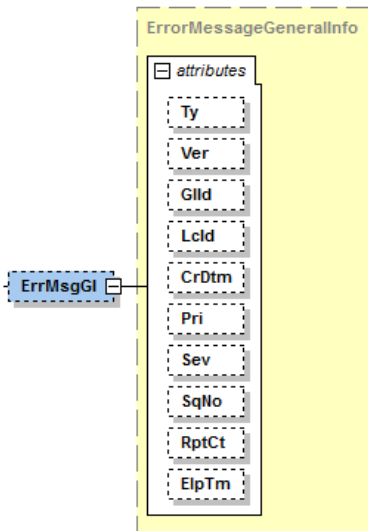 ErrorMessageGeneralInfo
attributes
Ty
Ver
GlId
LcId
CrDtm
ErrMsgGI
Pri
Sev
SqNo
RptCt
ElpTm